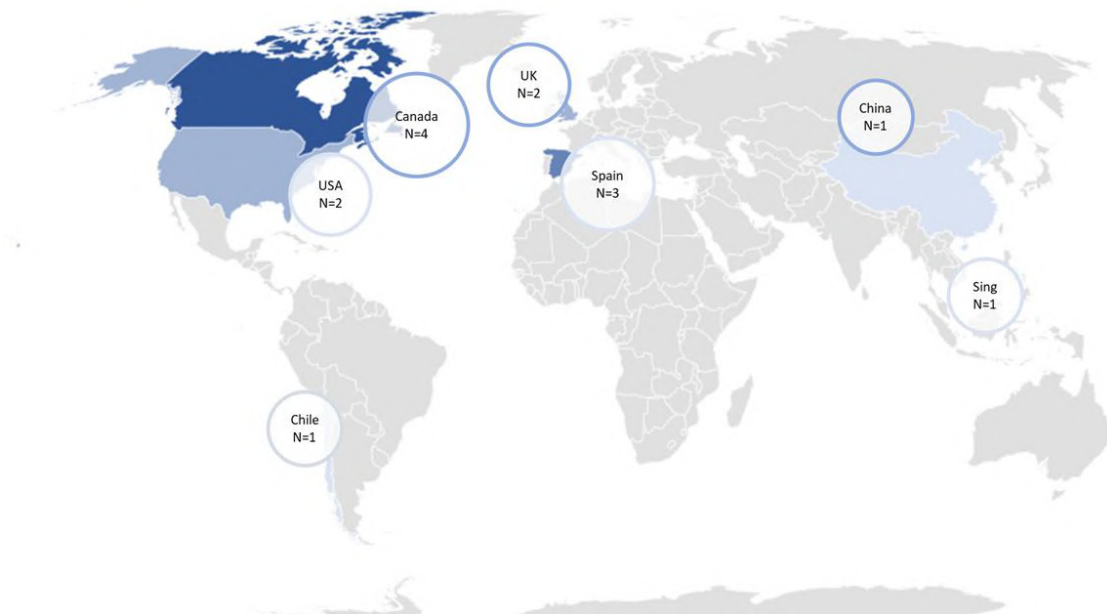 UK
N=2
Canada
N=4
China
N=1
USA
N=2
Spain
N=3
Sing
N=1
Chile
N=1